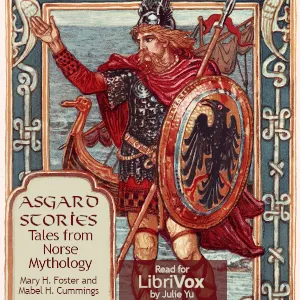 ASGARD
STORIES
Tales from
Norse
Mythology
Mary H. Foster and
Mabel H. Cummings
Read for
LibriVox
by Julie Yu